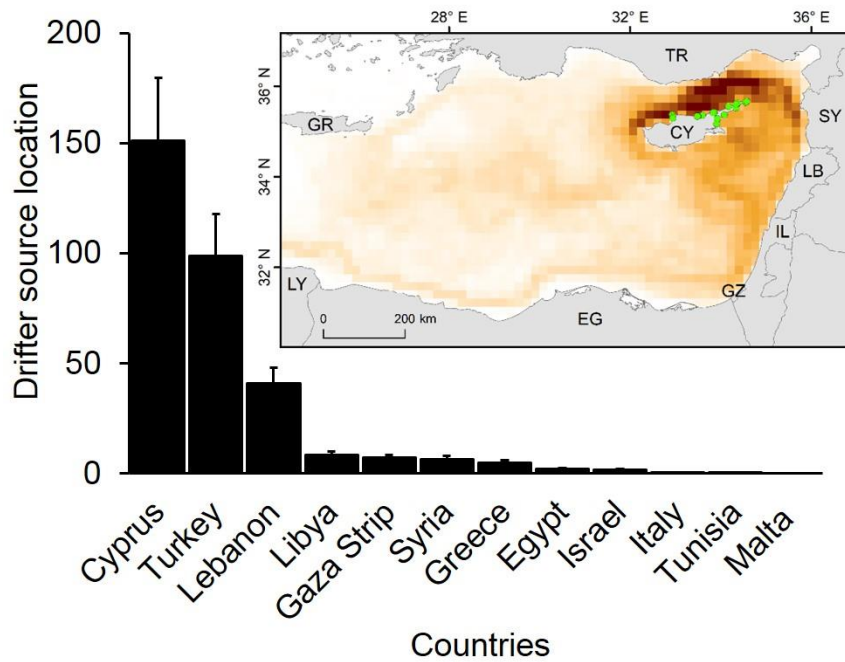 Drifter source location
200
150
100
50
0
28° E
32° E
36° E
36° N
34° N
32° N
TR
GR
CY
SY
LB
IL
LY
GZ
EG
0
200 km
Cyprus
Turkey
Lebanon
Libya
Gaza Strip
Syria
Greece
Egypt
Israel
Italy
Tunisia
Malta
Countries